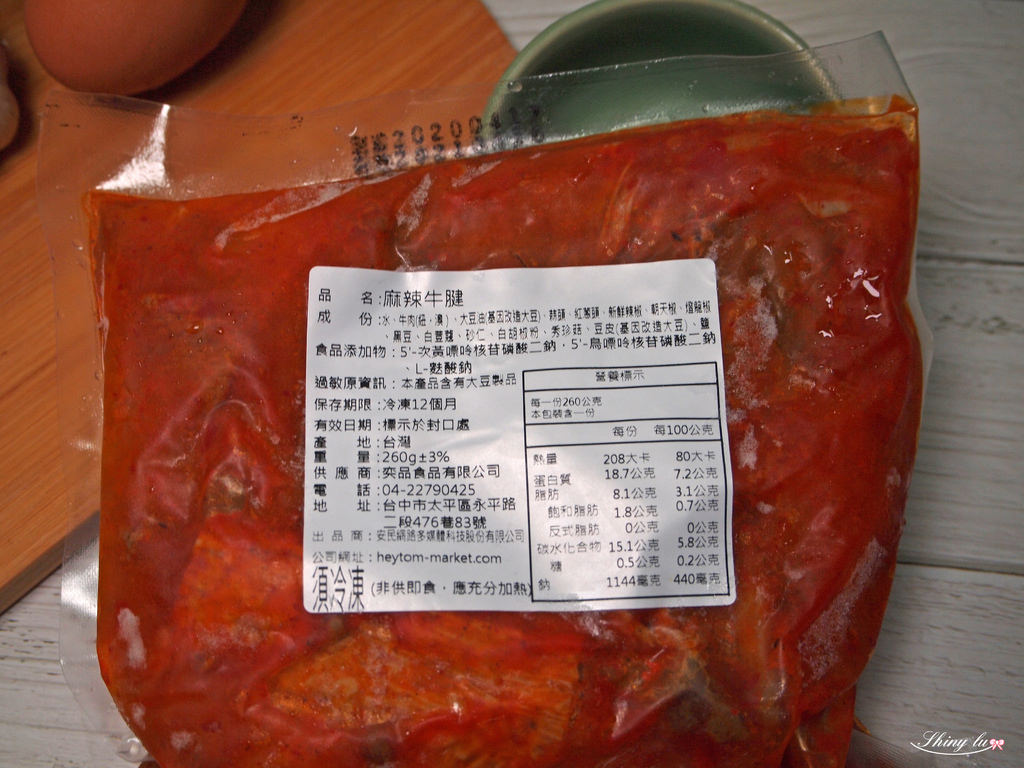 20200417
品名:麻辣牛腱
成份:水、牛肉(紐，澳)、大豆油(基因改造大豆)、蒜頭、紅蔥頭、新鮮辣椒、朝天椒、燈籠椒
、黑豆、白荳蔻、砂仁、白胡椒粉、秀珍菇、豆皮(基因改造大豆)、鹽
食品添加物：5'-次黃嘌呤核苷磷酸二鈉，5'-鳥嘌呤核苷磷酸二鈉
、L-麩酸鈉
過敏原資訊：本產品含有大豆製品
保存期限：冷凍12個月
有效日期：標示於封口處
產地：台灣
重量：260g±3%
供應商：奕品食品有限公司
電話：04-22790425
地址：台中市太平區永平路
二段476巷83號
出品商：安民網路多媒體科技股份有限公司
公司網址：heytom-market.com
須冷凍 (非供即食，應充分加熱)
營養標示
每一份260公克
本包裝含一份
每份 每100公克
熱量 208大卡 80大卡
蛋白質 18.7公克 7.2公克
脂肪 8.1公克 3.1公克
飽和脂肪 1.8公克 0.7公克
反式脂肪 0公克 0公克
碳水化合物 15.1公克 5.8公克
糖 0.5公克 0.2公克
鈉 1144毫克 440毫克
Shiny lu